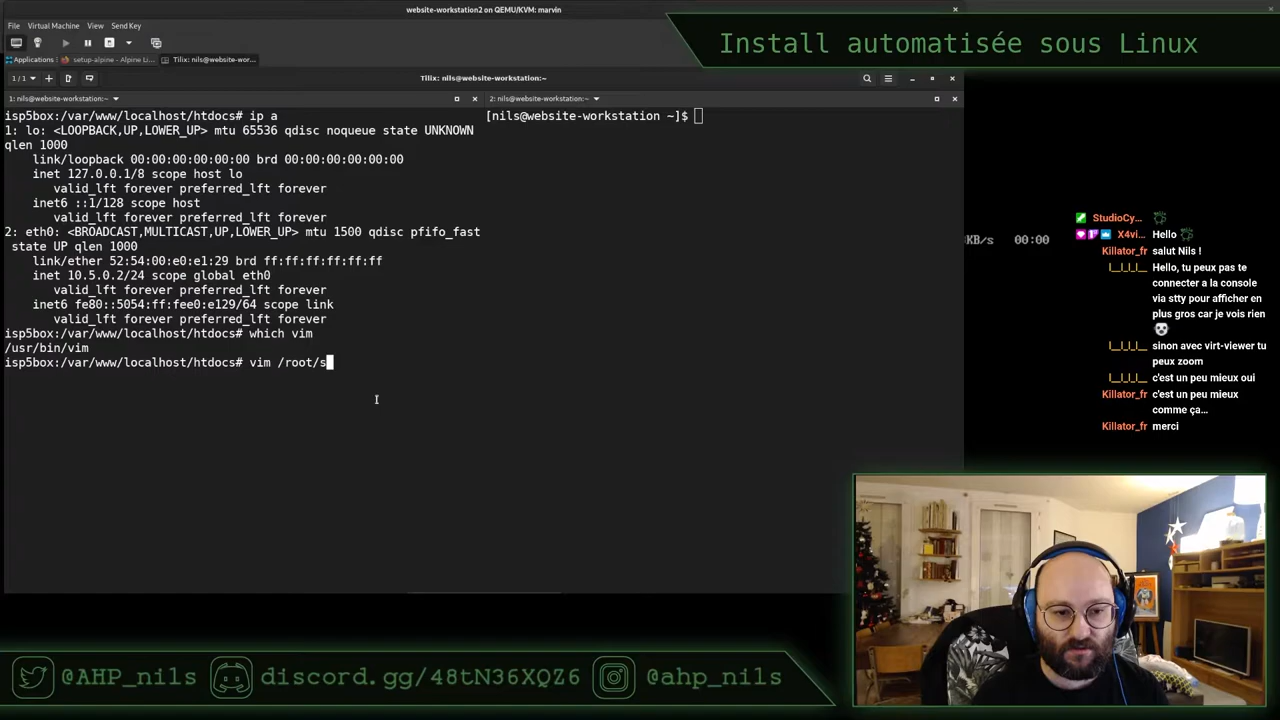 website-workstation2 on QEMU/KVM: marvin
File Virtual Machine View Send Key
Applications setup-alpine - Alpine Li... Tilix: nils@website-wor...
1/1 Tilix: nils@website-workstation:~
1: nils@website-workstation:~
isp5box:/var/www/localhost/htdocs# ip a
1: lo: <LOOPBACK,UP,LOWER_UP> mtu 65536 qdisc noqueue state UNKNOWN
qlen 1000
link/loopback 00:00:00:00:00:00 brd 00:00:00:00:00:00
inet 127.0.0.1/8 scope host lo
valid_lft forever preferred_lft forever
inet6 ::1/128 scope host
valid_lft forever preferred_lft forever
2: eth0: <BROADCAST,MULTICAST,UP,LOWER_UP> mtu 1500 qdisc pfifo_fast
state UP qlen 1000
link/ether 52:54:00:e0:e1:29 brd ff:ff:ff:ff:ff:ff
inet 10.5.0.2/24 scope global eth0
valid_lft forever preferred_lft forever
inet6 fe80::5054:ff:fee0:e129/64 scope link
valid_lft forever preferred_lft forever
isp5box:/var/www/localhost/htdocs# which vim
/usr/bin/vim
isp5box:/var/www/localhost/htdocs# vim /root/s
2: nils@website-workstation:~
[nils@website-workstation ~]$
Install automatisée sous Linux
KB/s 00:00
StudioCy...
X4vi... Hello
Killator_fr salut Nils !
l__l_l_l Hello, tu peux pas te
connecter a la console
via stty pour afficher en
plus gros car je vois rien
l__l_l_l sinon avec virt-viewer tu
peux zoom
l__l_l_l c'est un peu mieux oui
Killator_fr c'est un peu mieux
comme ça...
Killator_fr merci
@AHP_nils discord.gg/48tN36XQZ6 @ahp_nils